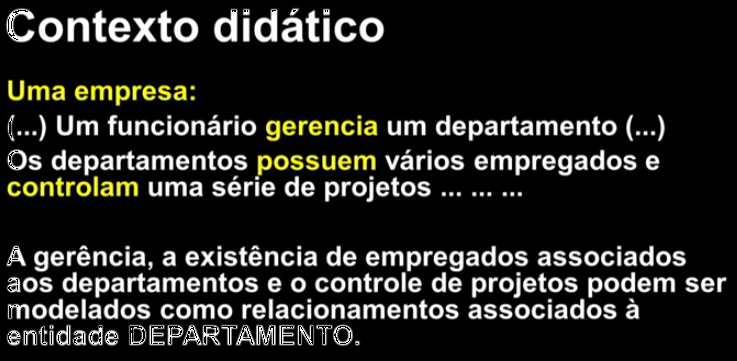 Contexto didático
Uma empresa:
(...) Um funcionário gerencia um departamento (...)
Os departamentos possuem vários empregados e
controlam uma série de projetos ... ... ...
A gerência, a existência de empregados associados
aos departamentos e o controle de projetos podem ser
modelados como relacionamentos associados à
entidade DEPARTAMENTO.